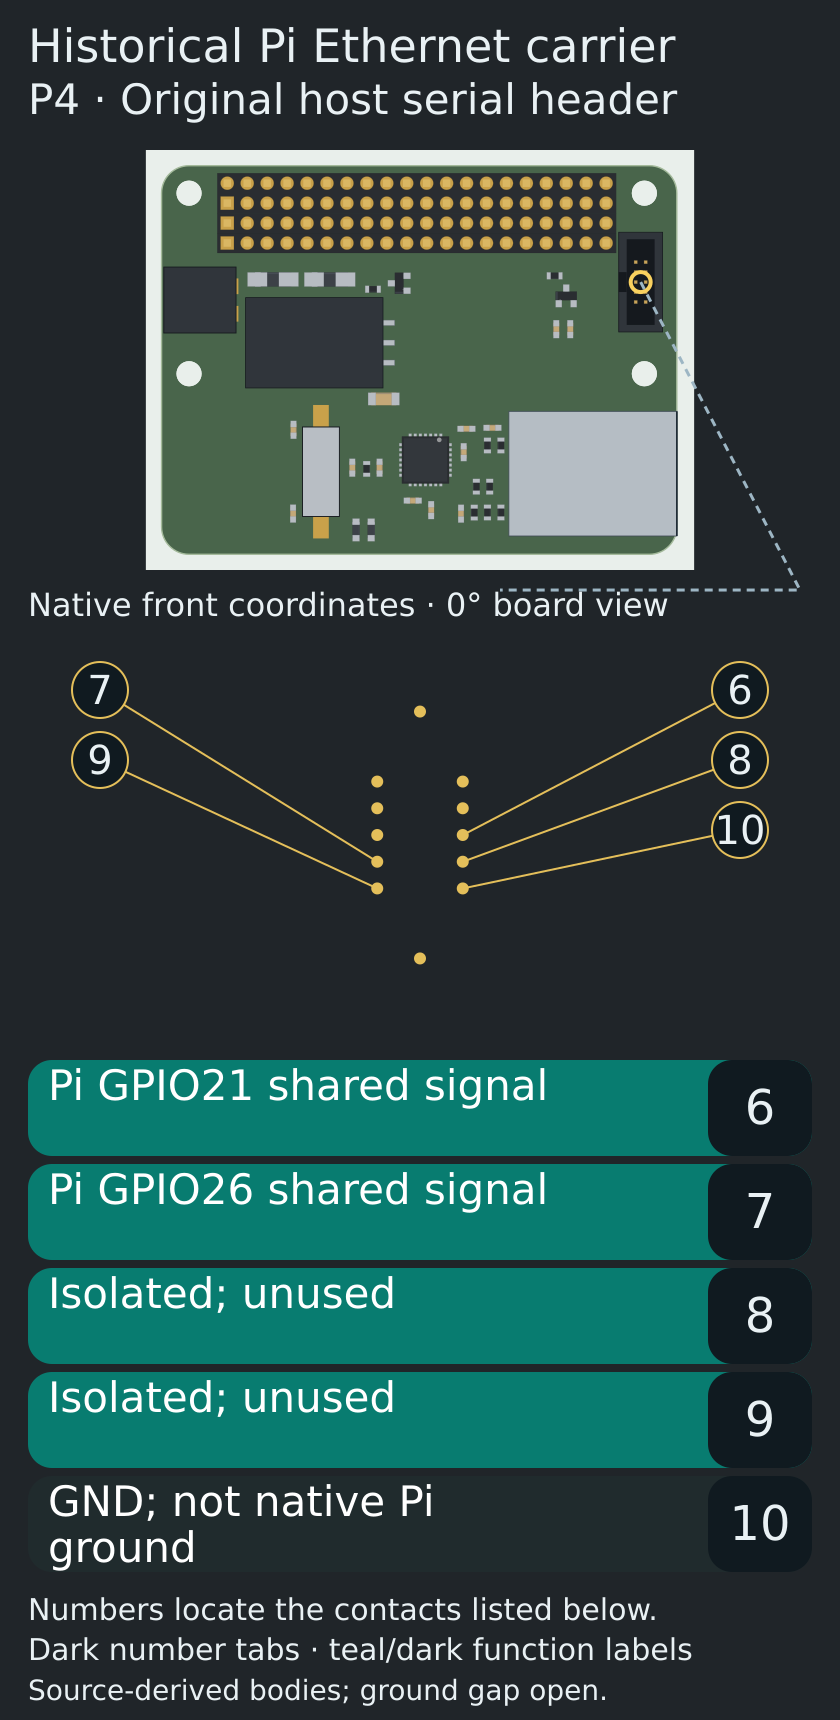 Historical Pi Ethernet carrier
P4 · Original host serial header
Native front coordinates · 0° board view
7
6
9
8
10
Pi GPIO21 shared signal
6
Pi GPIO26 shared signal
7
Isolated; unused
8
Isolated; unused
9
GND; not native Pi
ground
10
Numbers locate the contacts listed below.
Dark number tabs · teal/dark function labels
Source-derived bodies; ground gap open.